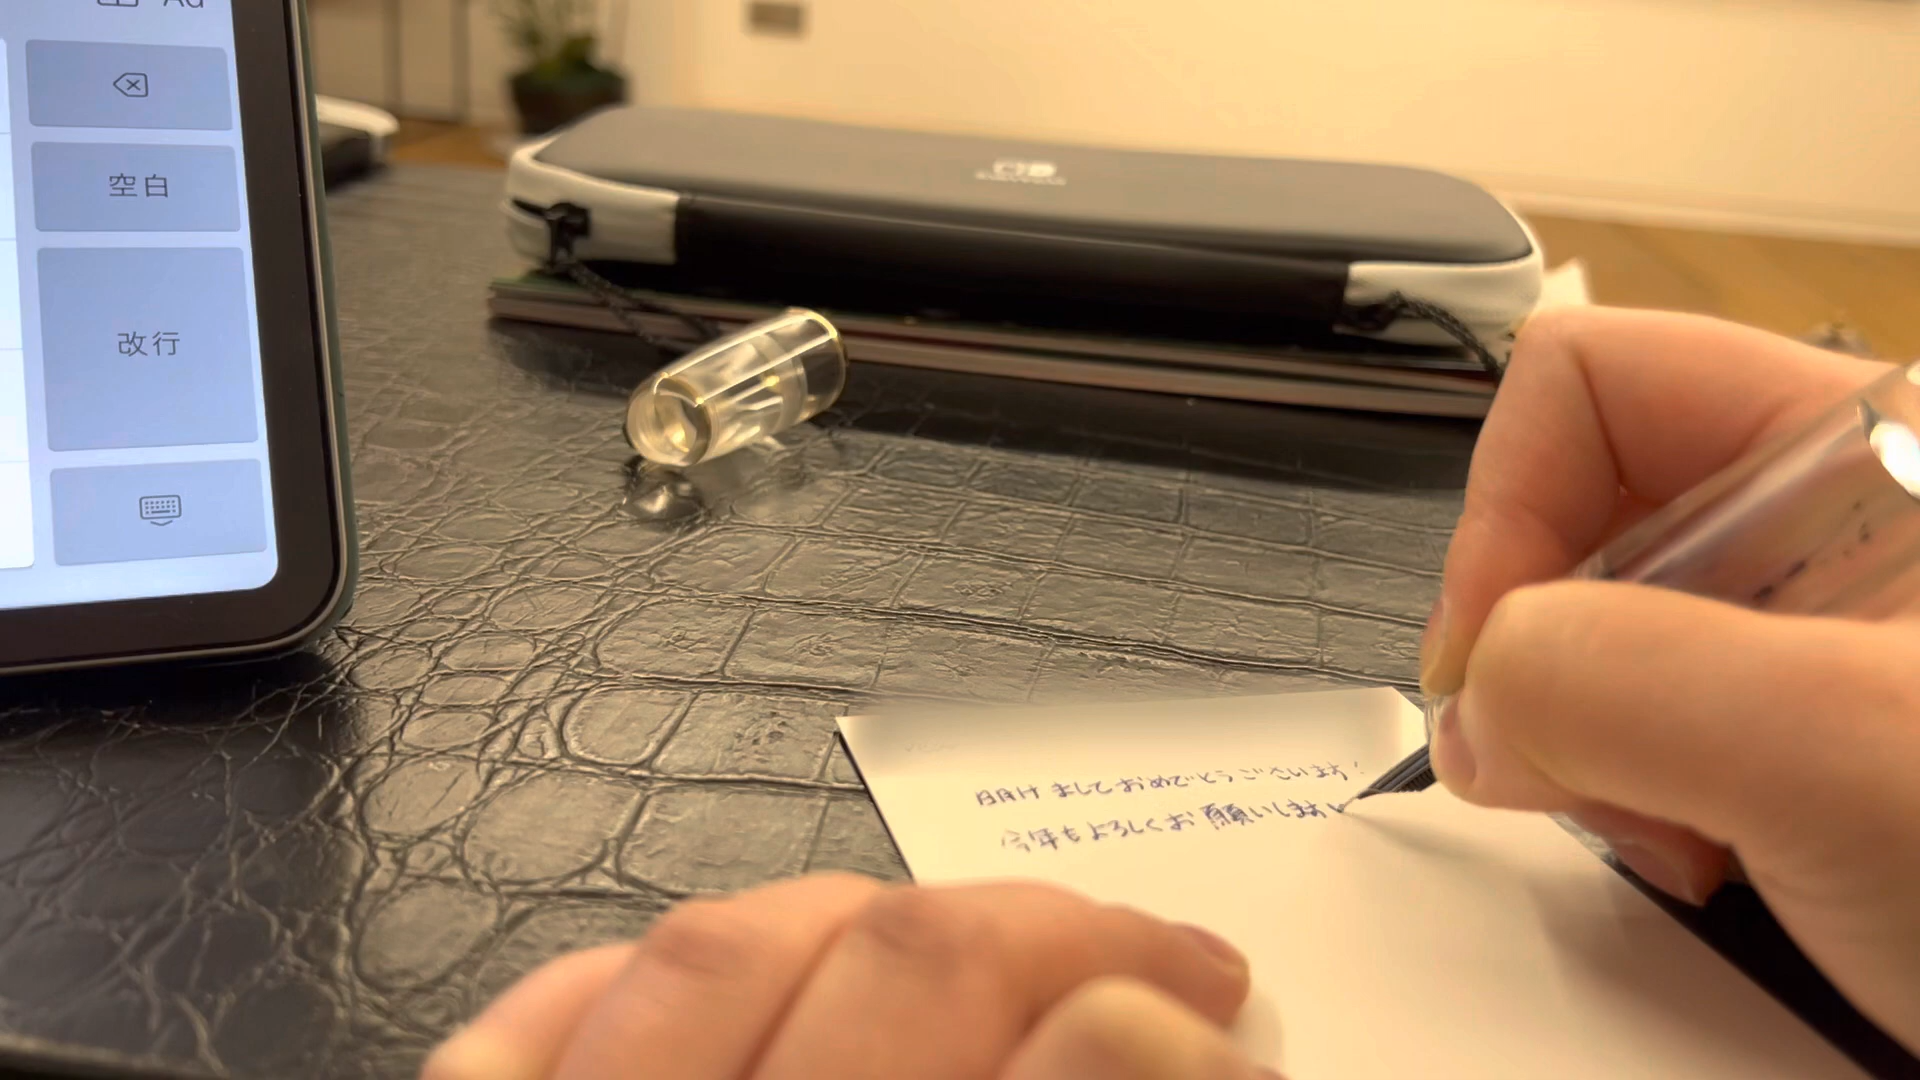 空白
改行
明けましておめでとうございます!
今年もよろしくお願いします